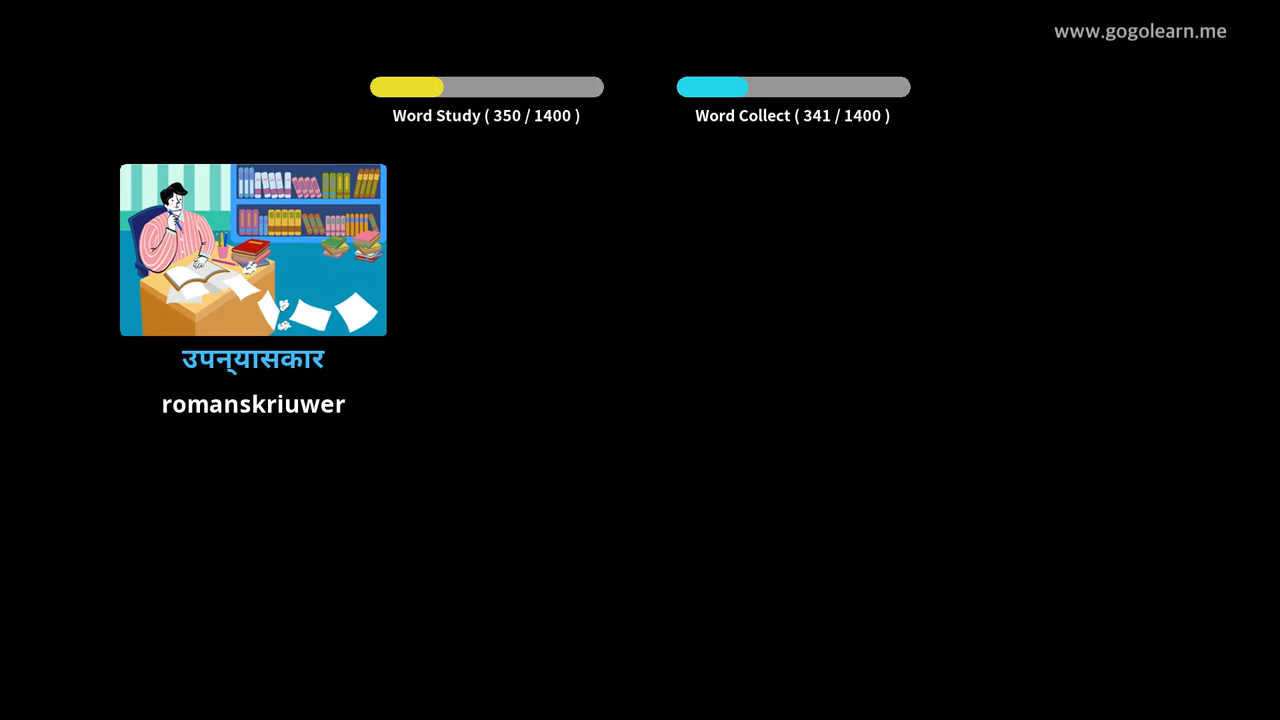 www.gogolearn.me
Word Study ( 350 / 1400 )
Word Collect ( 341 / 1400 )
उपन्यासकार
romanskriuwer